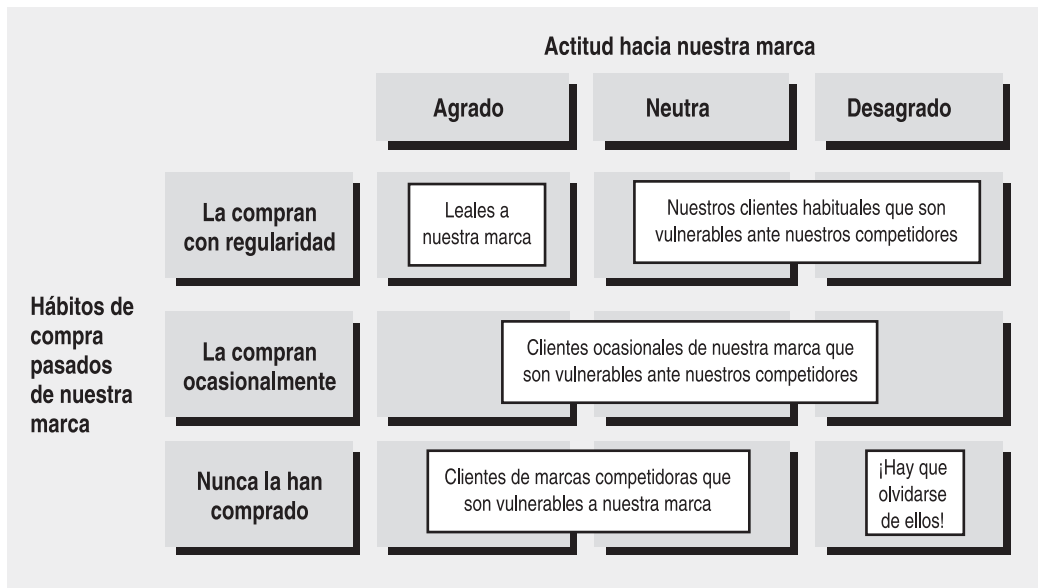 Actitud hacia nuestra marca
Agrado
Neutra
Desagrado
La compran
con regularidad
Leales a
nuestra marca
Nuestros clientes habituales que son
vulnerables ante nuestros competidores
Hábitos de
compra
pasados
de nuestra
marca
La compran
ocasionalmente
Clientes ocasionales de nuestra marca que
son vulnerables ante nuestros competidores
Nunca la han
comprado
Clientes de marcas competidoras que
son vulnerables a nuestra marca
¡Hay que
olvidarse
de ellos!